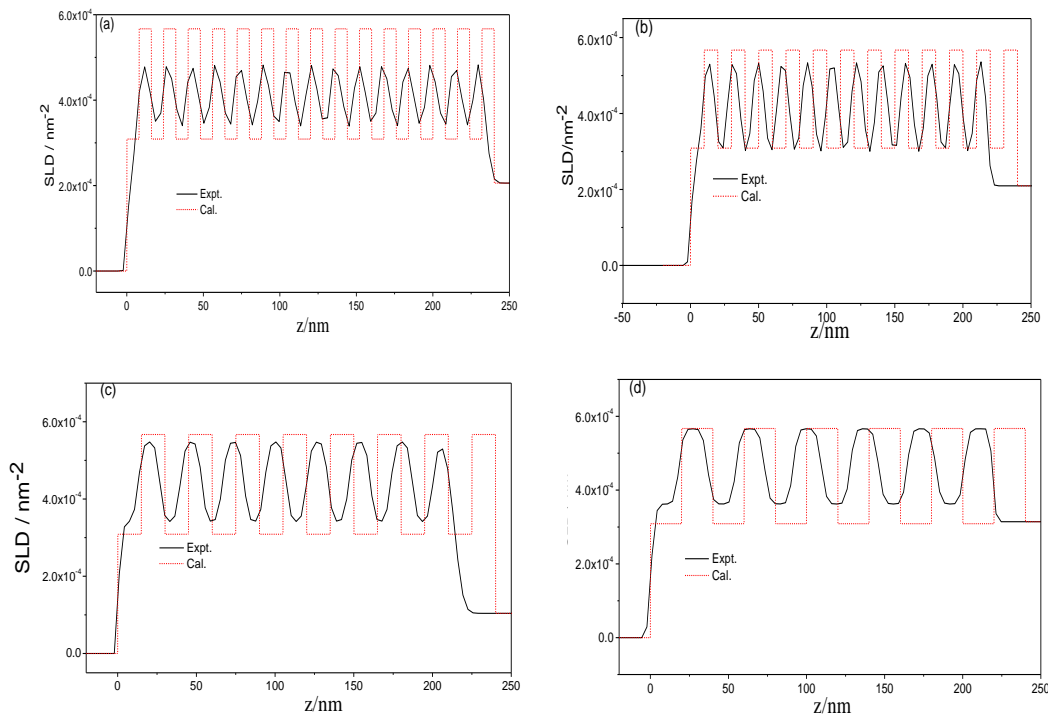 (a)
6.0x10-4
4.0x10-4
2.0x10-4
0.0
SLD / nm-2
Expt.
Cal.
0 50 100 150 200 250
z/nm
(b)
6.0x10-4
4.0x10-4
2.0x10-4
0.0
SLD/nm-2
Expt.
Cal.
-50 0 50 100 150 200 250
z/nm
(c)
6.0x10-4
4.0x10-4
2.0x10-4
0.0
SLD / nm-2
Expt.
Cal.
0 50 100 150 200 250
z/nm
(d)
6.0x10-4
4.0x10-4
2.0x10-4
0.0
Expt.
Cal.
0 50 100 150 200 250
z/nm